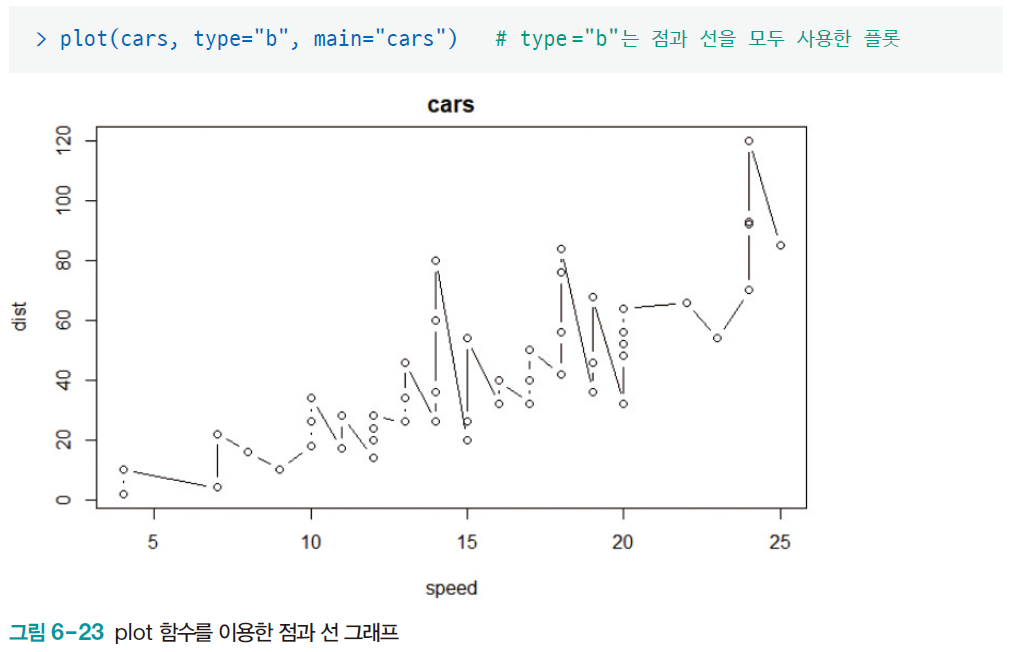 > plot(cars, type="b", main="cars")   # type="b"는 점과 선을 모두 사용한 플롯
cars
120
100
80
60
40
20
0
dist
5 10 15 20 25
speed
그림 6-23 plot 함수를 이용한 점과 선 그래프